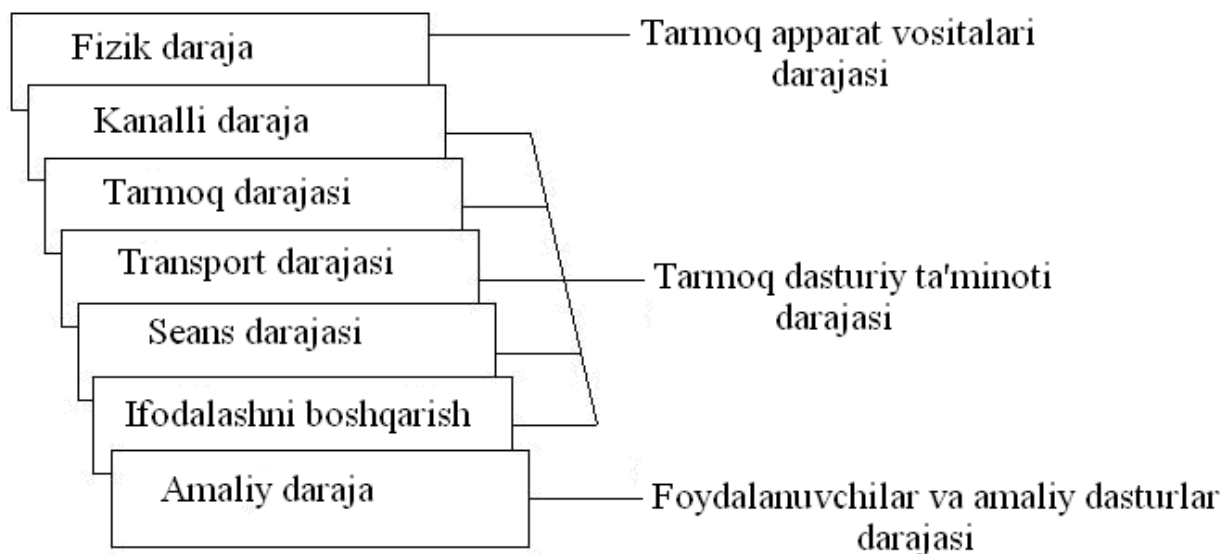 Fizik daraja
Tarmoq apparat vositalari
darajasi
Kanalli daraja
Tarmoq darajasi
Transport darajasi
Tarmoq dasturiy ta'minoti
darajasi
Seans darajasi
Ifodalashni boshqarish
Amaliy daraja
Foydalanuvchilar va amaliy dasturlar
darajasi